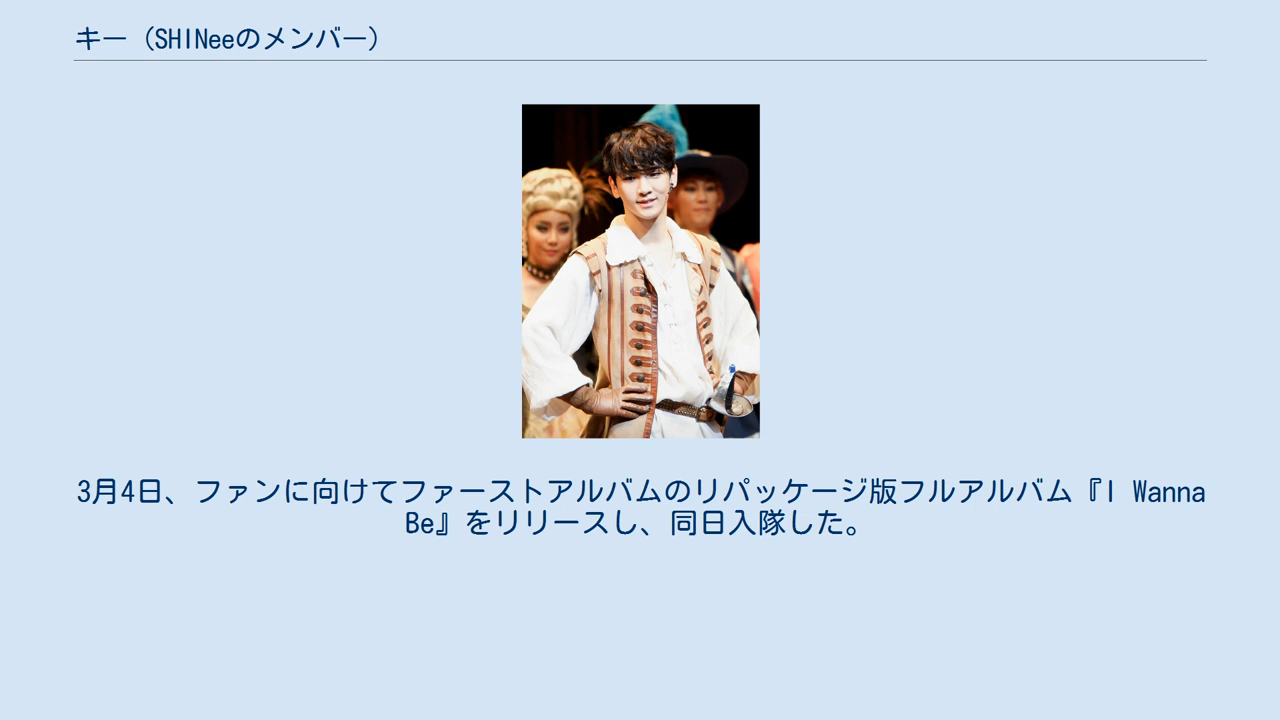 キー（SHINeeのメンバー）
3月4日、ファンに向けてファーストアルバムのリパッケージ版フルアルバム『I Wanna
Be』をリリースし、同日入隊した。